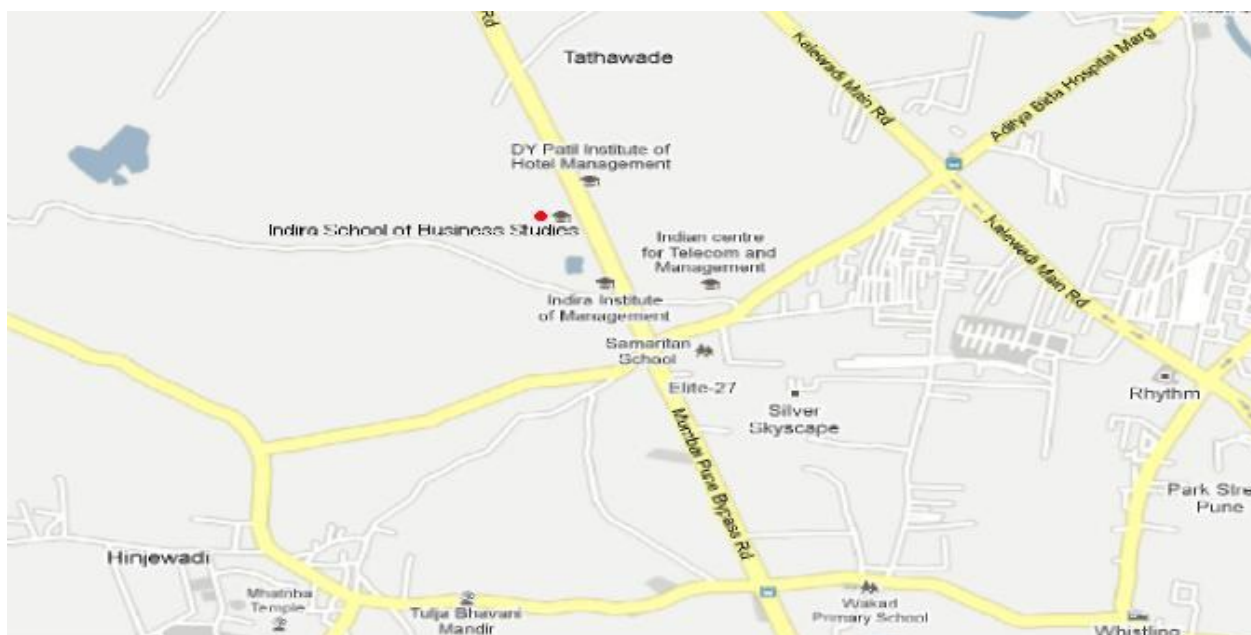 Rd
Tathawade
Kalewadi Main Rd
Aditya Birla Hospital Marg
DY Patil Institute of
Hotel Management
Indira School of Business Studies
Indian centre
for Telecom and
Management
Kalewadi Main Rd
Indira Institute
of Management
Samaritan
School
Elite-27
Silver
Skyscape
Rhythm
Mumbai Pune Bypass Rd
Park Stre
Pune
Hinjewadi
Mhatoba
Temple
Tulja Bhavani
Mandir
Wakad
Primary School
Whistling